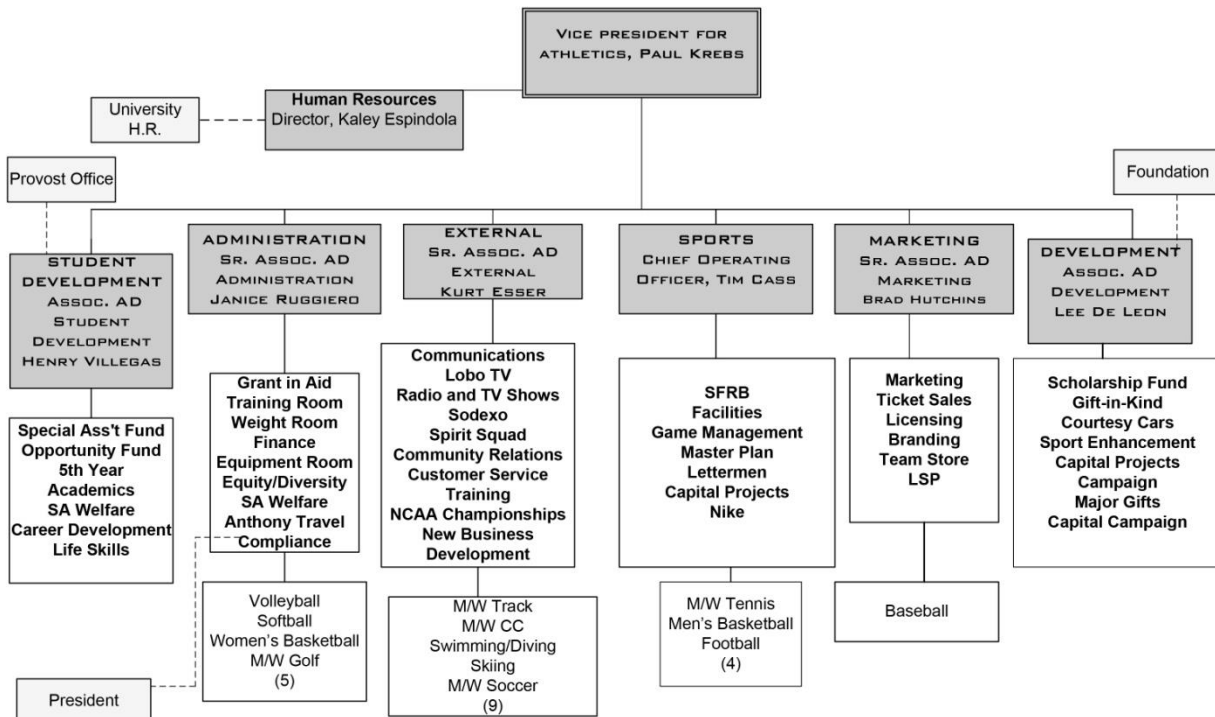 Vice president for
athletics, Paul Krebs
Human Resources
Director, Kaley Espindola
University
H.R.
Provost Office
Foundation
STUDENT
DEVELOPMENT
Assoc. AD
Student
Development
Henry Villegas
ADMINISTRATION
Sr. Assoc. AD
Administration
Janice Ruggiero
EXTERNAL
Sr. Assoc. AD
External
Kurt Esser
SPORTS
Chief Operating
Officer, Tim Cass
MARKETING
Sr. Assoc. AD
Marketing
Brad Hutchins
DEVELOPMENT
Assoc. AD
Development
Lee De Leon
Special Ass't Fund
Opportunity Fund
5th Year
Academics
SA Welfare
Career Development
Life Skills
Grant in Aid
Training Room
Weight Room
Finance
Equipment Room
Equity/Diversity
SA Welfare
Anthony Travel
Compliance
Communications
Lobo TV
Radio and TV Shows
Sodexo
Spirit Squad
Community Relations
Customer Service
Training
NCAA Championships
New Business
Development
SFRB
Facilities
Game Management
Master Plan
Lettermen
Capital Projects
Nike
Marketing
Ticket Sales
Licensing
Branding
Team Store
LSP
Scholarship Fund
Gift-in-Kind
Courtesy Cars
Sport Enhancement
Capital Projects
Campaign
Major Gifts
Capital Campaign
Volleyball
Softball
Women's Basketball
M/W Golf
(5)
M/W Track
M/W CC
Swimming/Diving
Skiing
M/W Soccer
(9)
M/W Tennis
Men's Basketball
Football
(4)
Baseball
President